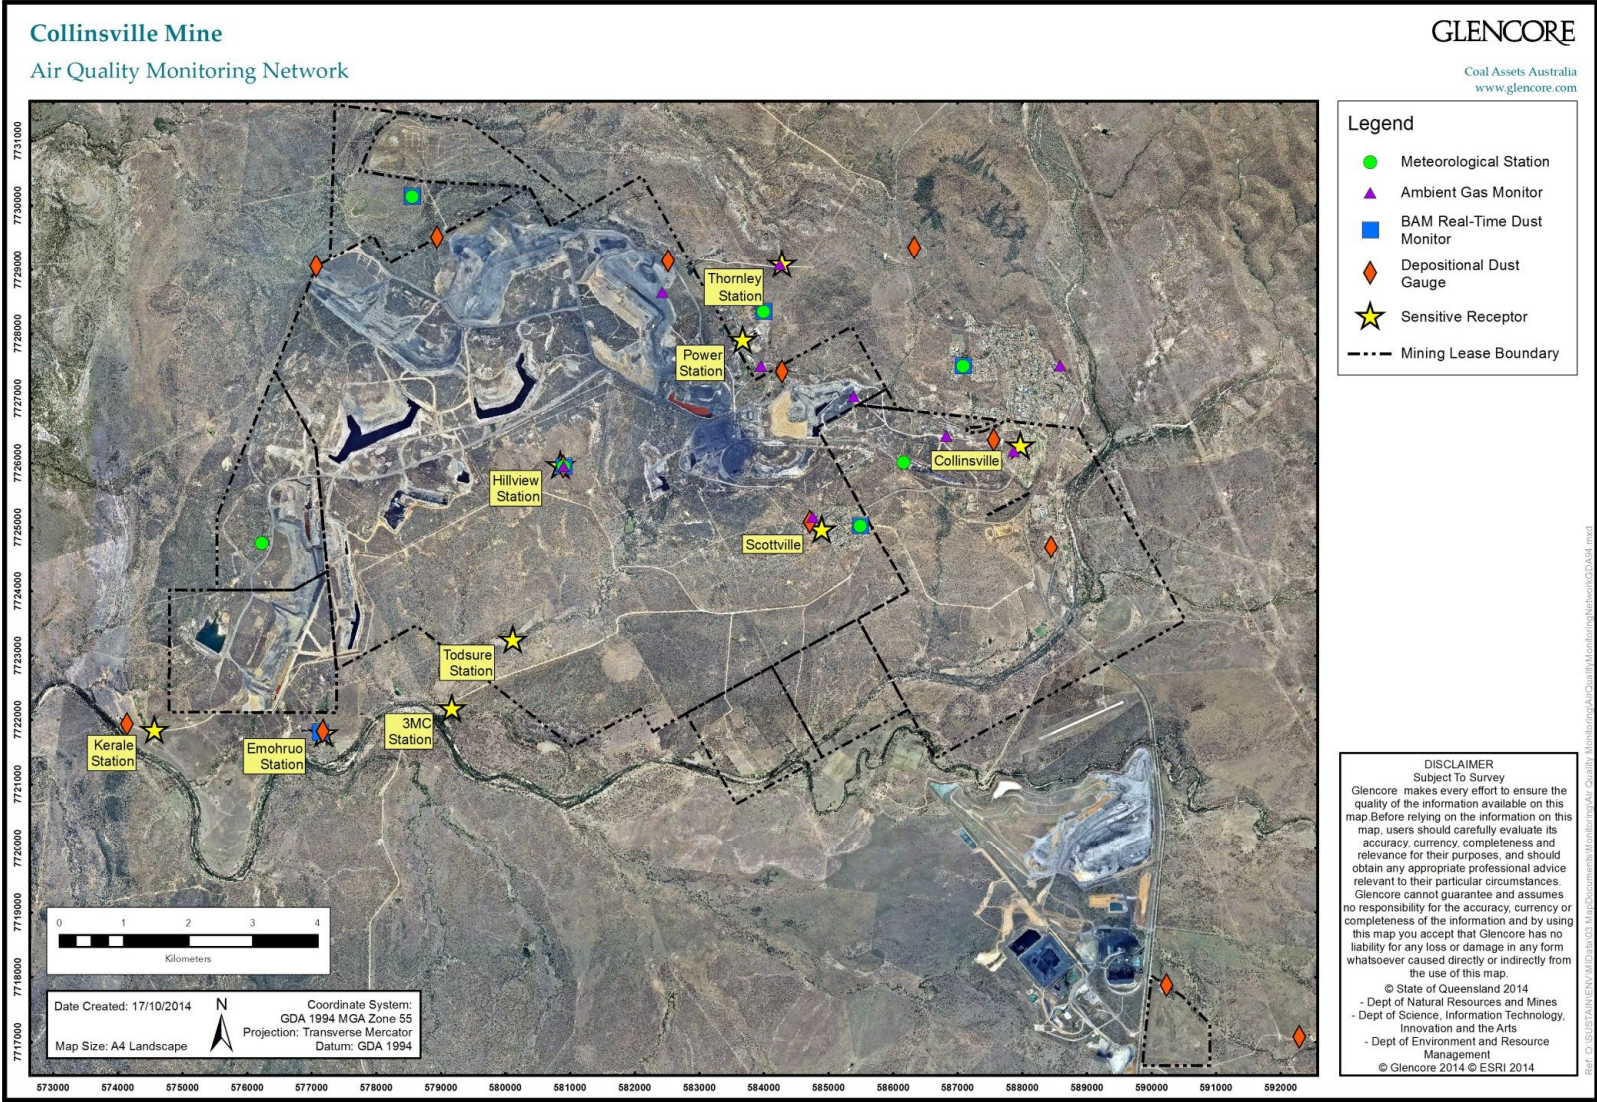 Collinsville Mine
Air Quality Monitoring Network
GLENCORE
Coal Assets Australia
www.glencore.com
Legend
Meteorological Station
Ambient Gas Monitor
BAM Real-Time Dust
Monitor
Depositional Dust
Gauge
Sensitive Receptor
Mining Lease Boundary
7731000
7730000
7729000
7728000
7727000
7726000
7725000
7724000
7723000
7722000
7721000
7720000
7719000
7718000
7717000
Thornley
Station
Power
Station
Hillview
Station
Collinsville
Scottville
Todsure
Station
3MC
Station
Kerale
Station
Emohruo
Station
0 1 2 3 4
Kilometers
Date Created: 17/10/2014
Map Size: A4 Landscape
N
Coordinate System:
GDA 1994 MGA Zone 55
Projection: Transverse Mercator
Datum: GDA 1994
573000 574000 575000 576000 577000 578000 579000 580000 581000 582000 583000 584000 585000 586000 587000 588000 589000 590000 591000 592000
DISCLAIMER
Subject To Survey
Glencore makes every effort to ensure the
quality of the information available on this
map.Before relying on the information on this
map, users should carefully evaluate its
accuracy, currency, completeness and
relevance for their purposes, and should
obtain any appropriate professional advice
relevant to their particular circumstances.
Glencore cannot guarantee and assumes
no responsibility for the accuracy, currency or
completeness of the information and by using
this map you accept that Glencore has no
liability for any loss or damage in any form
whatsoever caused directly or indirectly from
the use of this map.
© State of Queensland 2014
- Dept of Natural Resources and Mines
- Dept of Science, Information Technology,
Innovation and the Arts
- Dept of Environment and Resource
Management
© Glencore 2014 © ESRI 2014
Ref: O:\SUSTAIN\ENV\MIData\03 MapDocuments\Monitoring\Air Quality Monitoring\AirQualityMonitoringNetworkGDA94.mxd